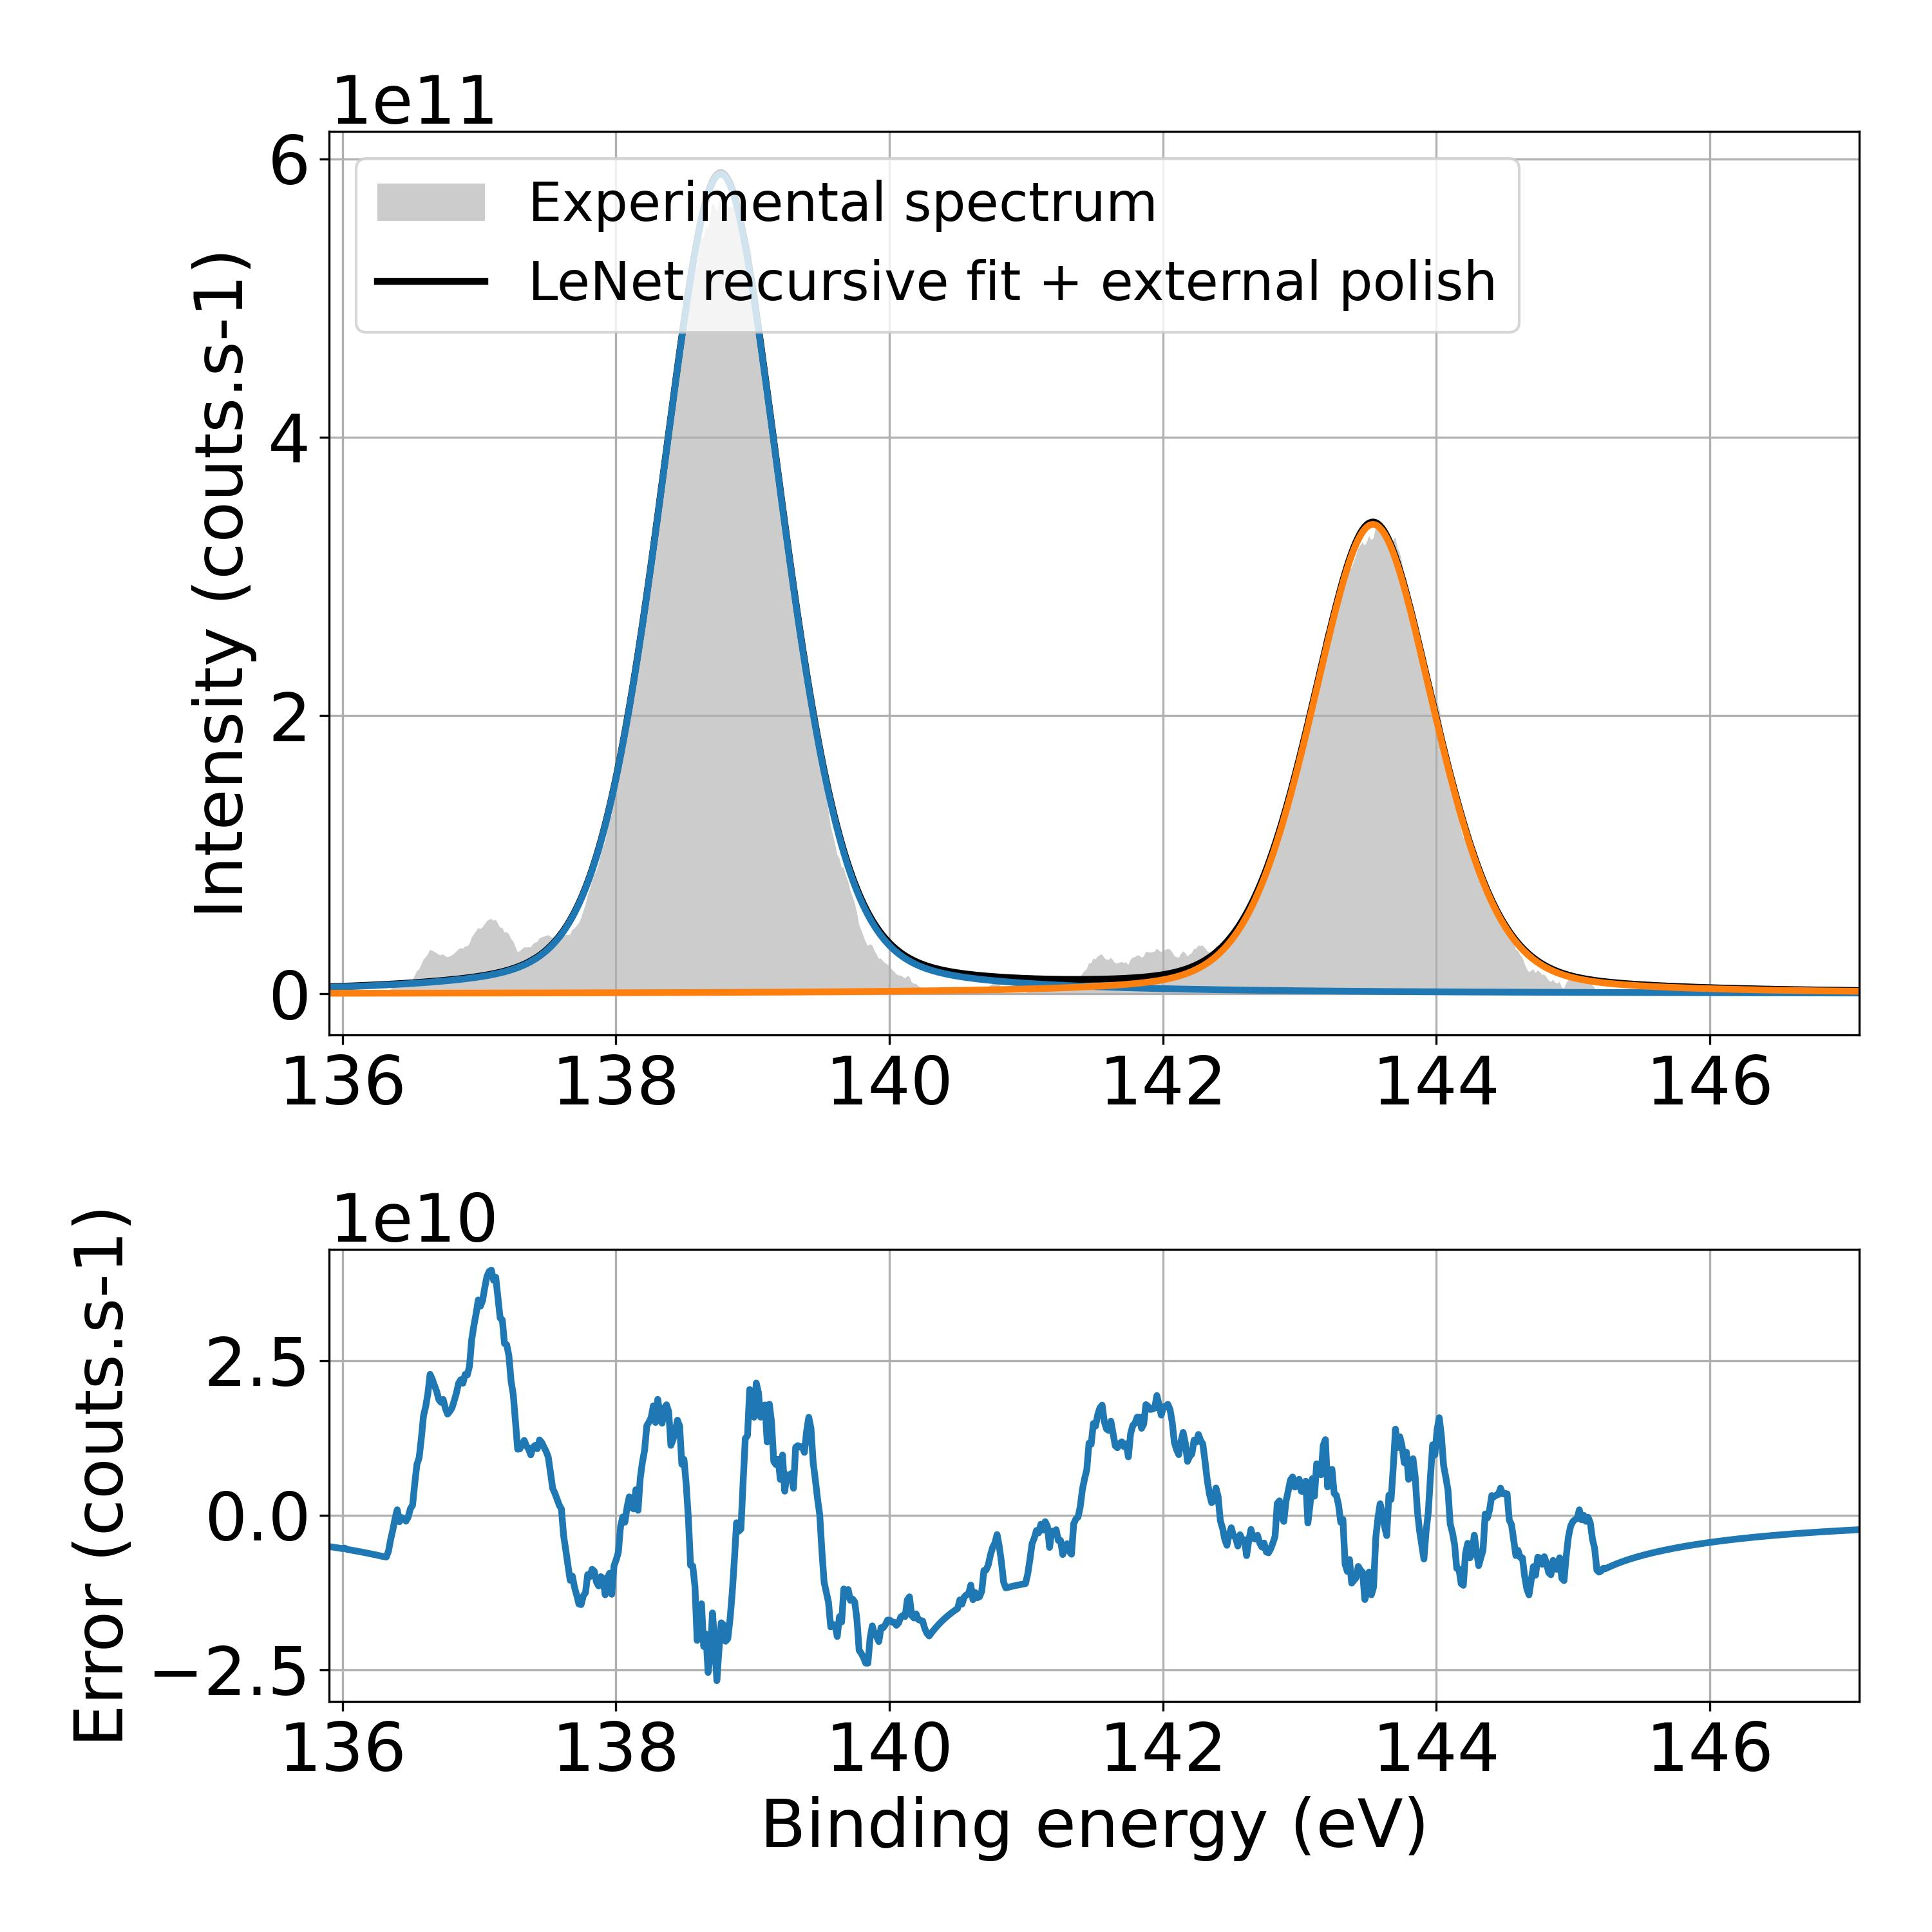 1e11
6
4
2
0
Intensity (couts.s-1)
Experimental spectrum
LeNet recursive fit + external polish
136 138 140 142 144 146
1e10
2.5
0.0
−2.5
Error (couts.s-1)
136 138 140 142 144 146
Binding energy (eV)